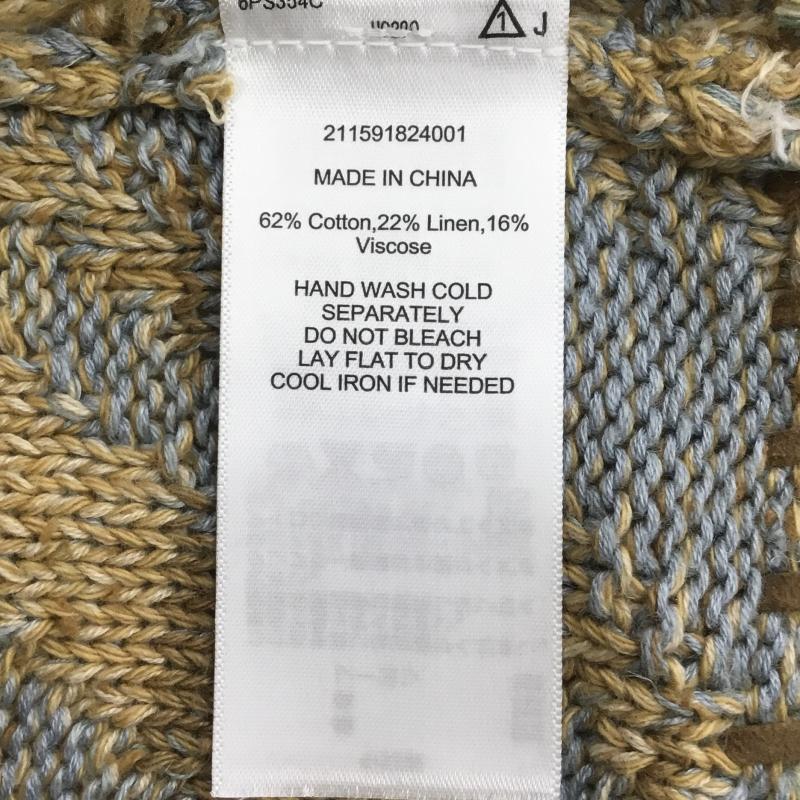 1 J
211591824001
MADE IN CHINA
62% Cotton,22% Linen,16%
Viscose
HAND WASH COLD
SEPARATELY
DO NOT BLEACH
LAY FLAT TO DRY
COOL IRON IF NEEDED